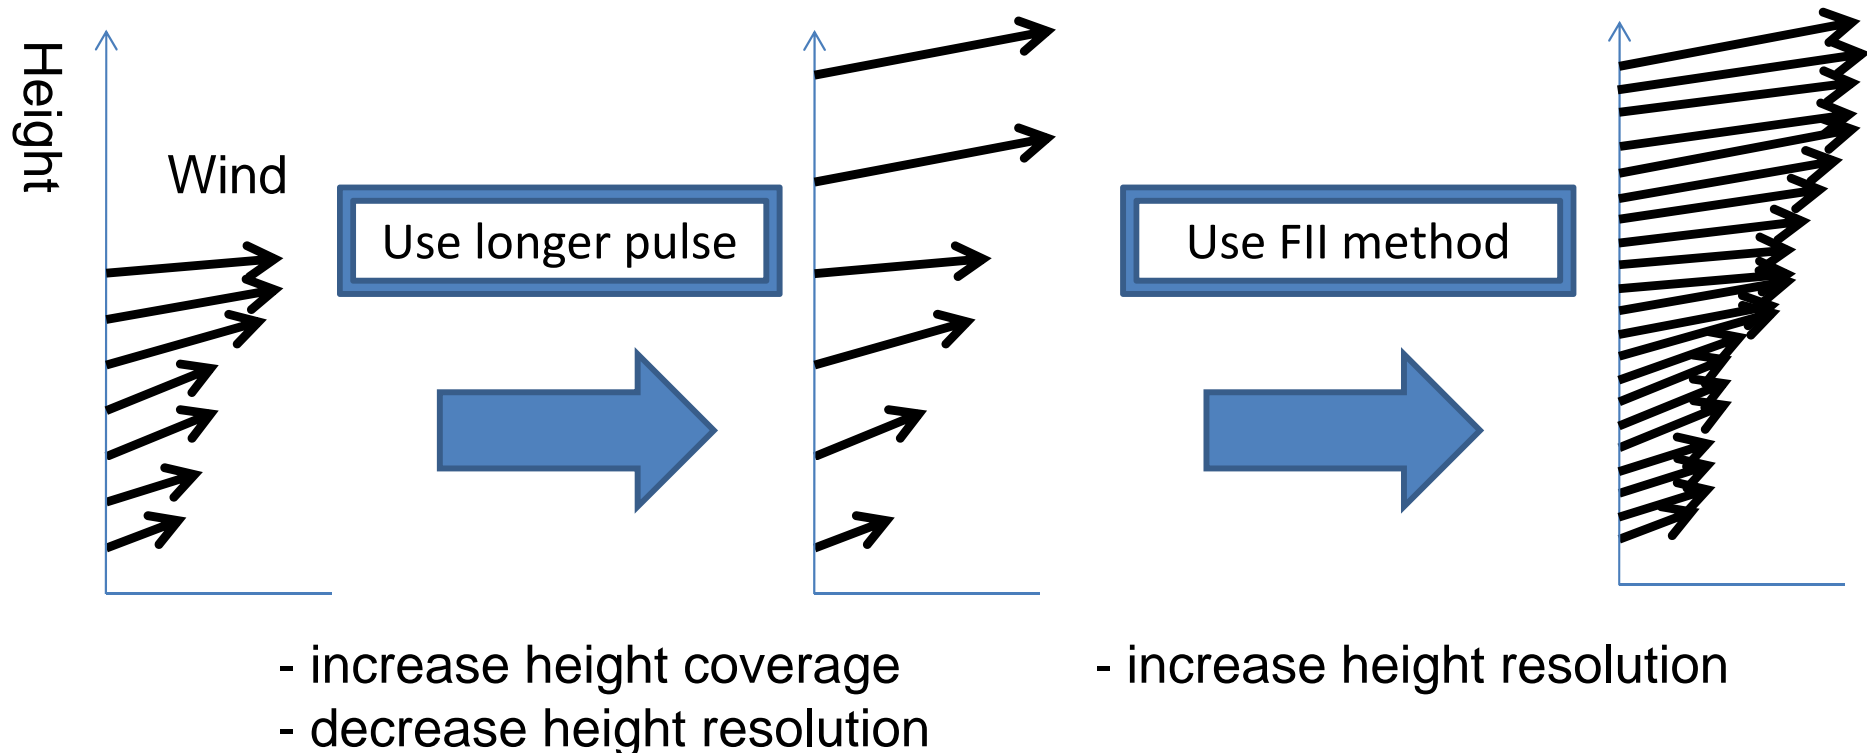 Height
Wind
Use longer pulse
Use FII method
- increase height coverage
- decrease height resolution
- increase height resolution